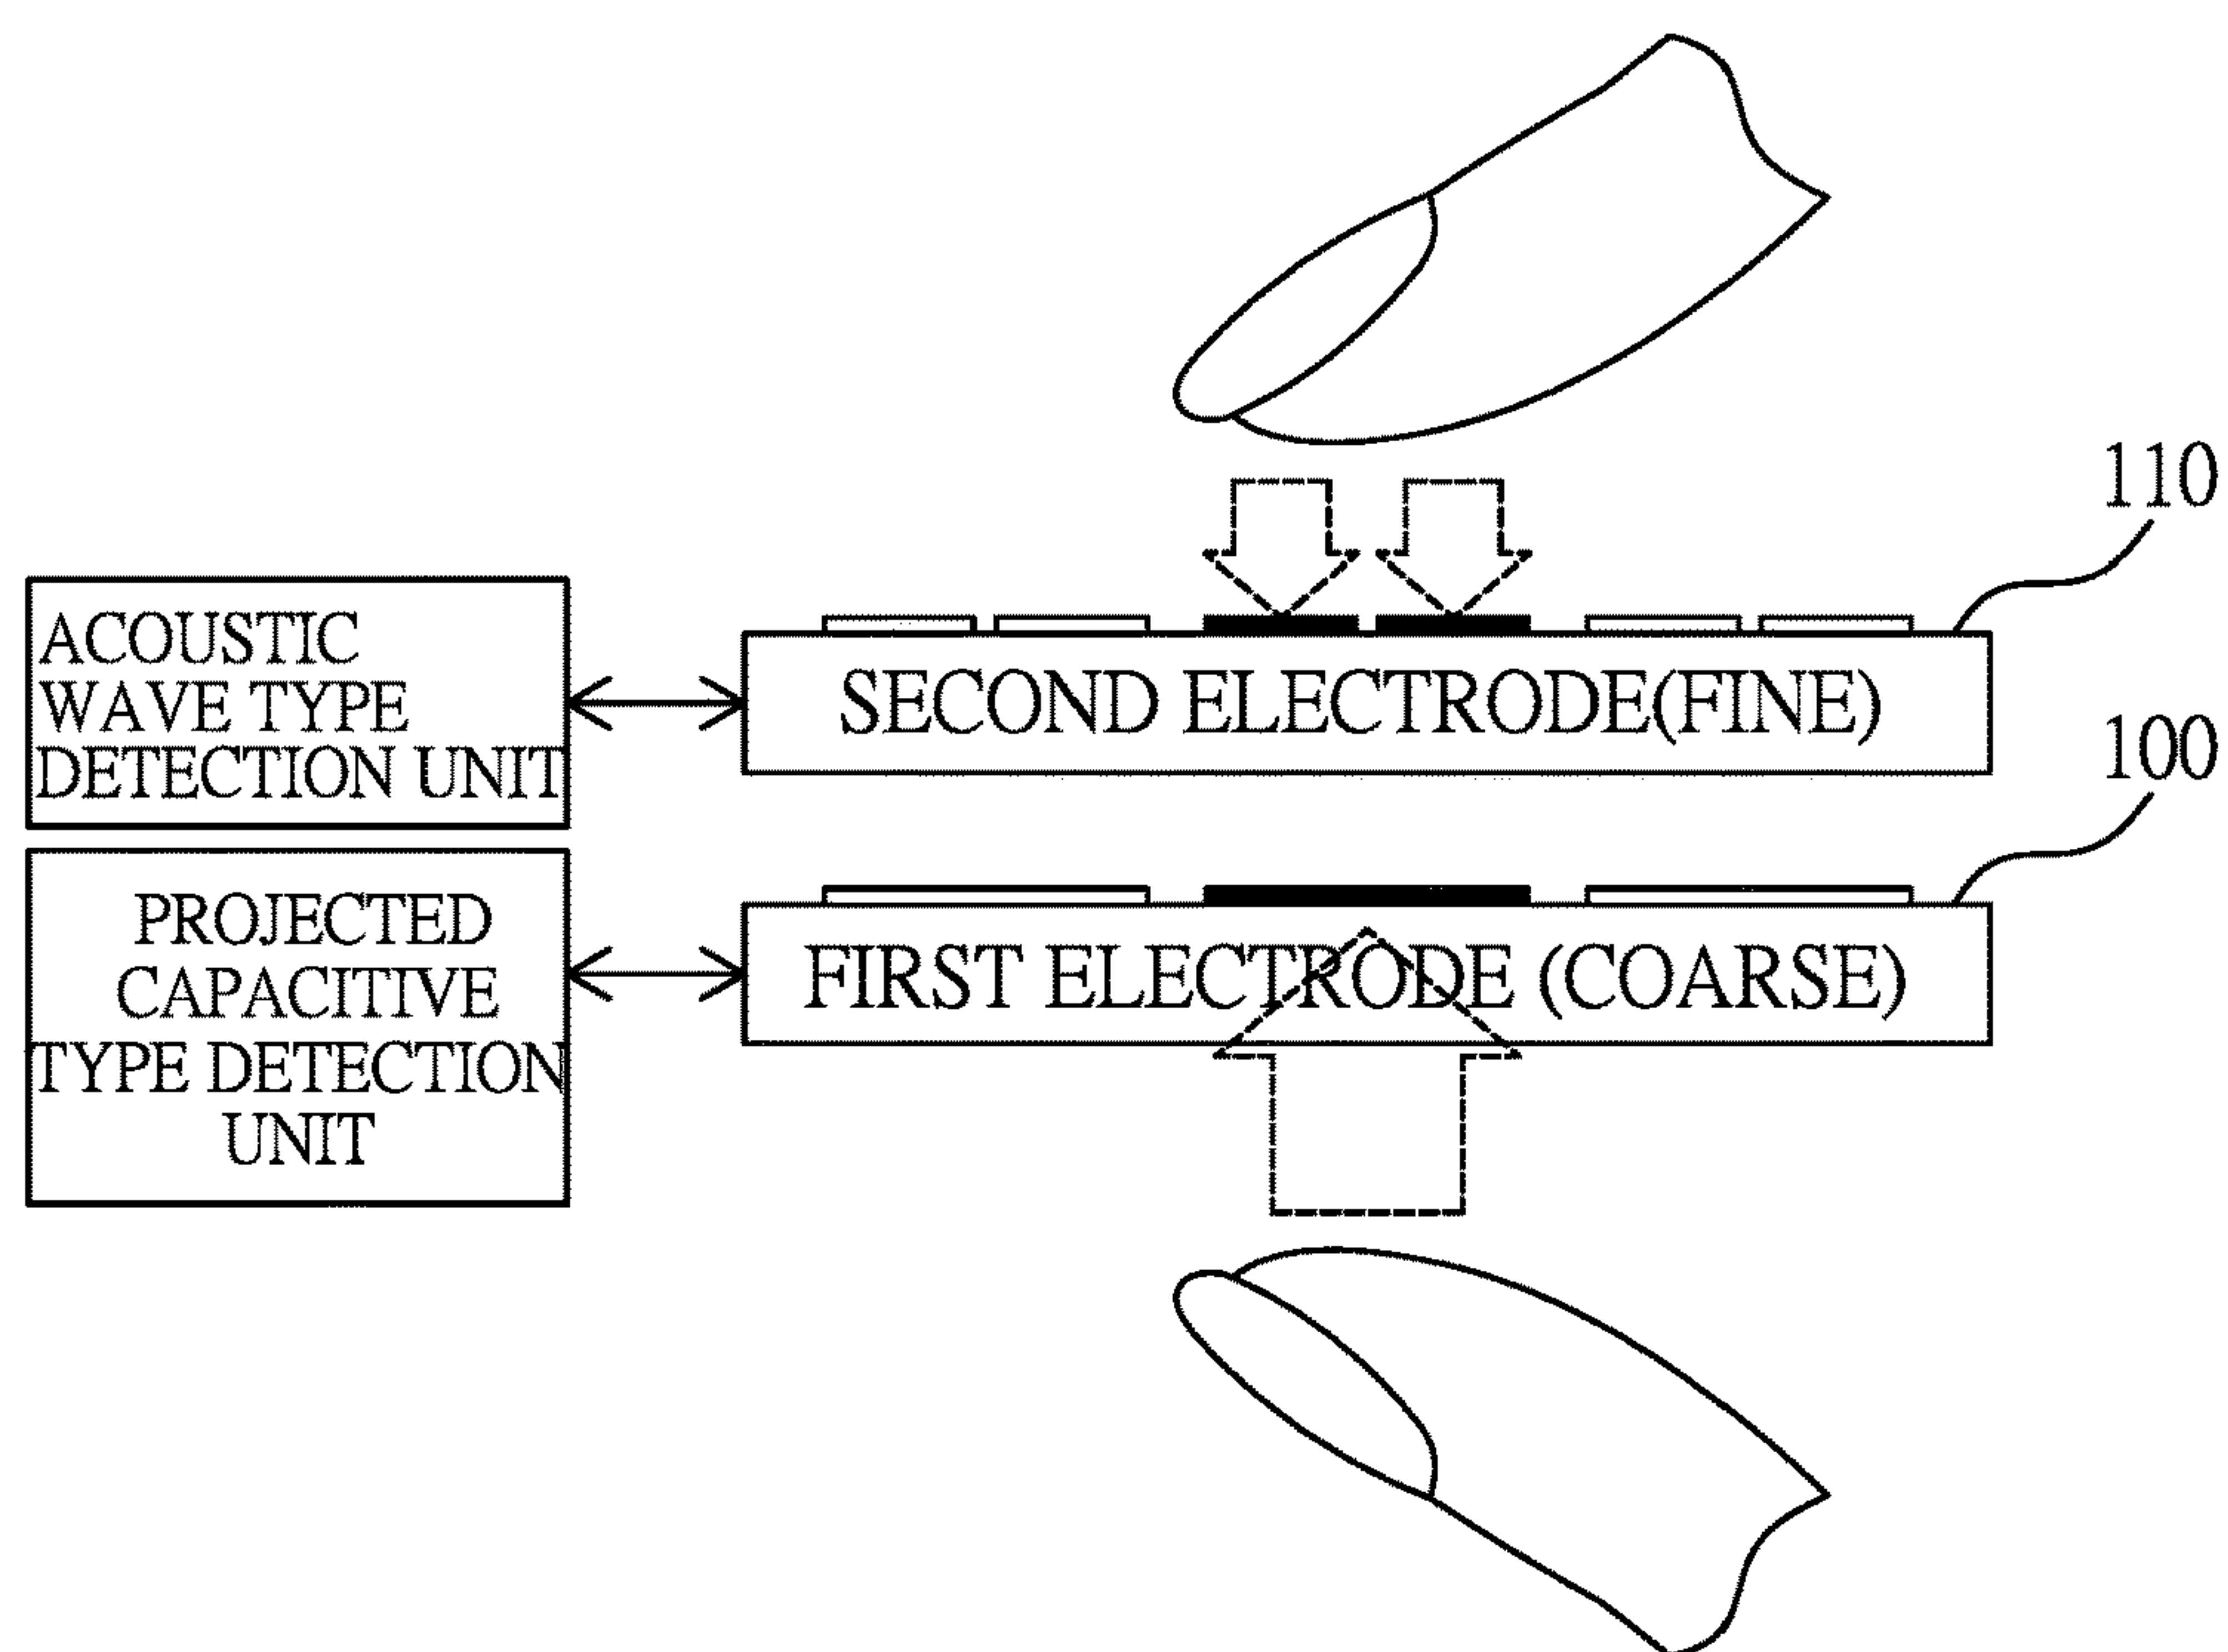 110
ACOUSTIC
WAVE TYPE
DETECTION UNIT
SECOND ELECTRODE(FINE)
100
PROJECTED
CAPACITIVE
TYPE DETECTION
UNIT
FIRST ELECTRODE (COARSE)